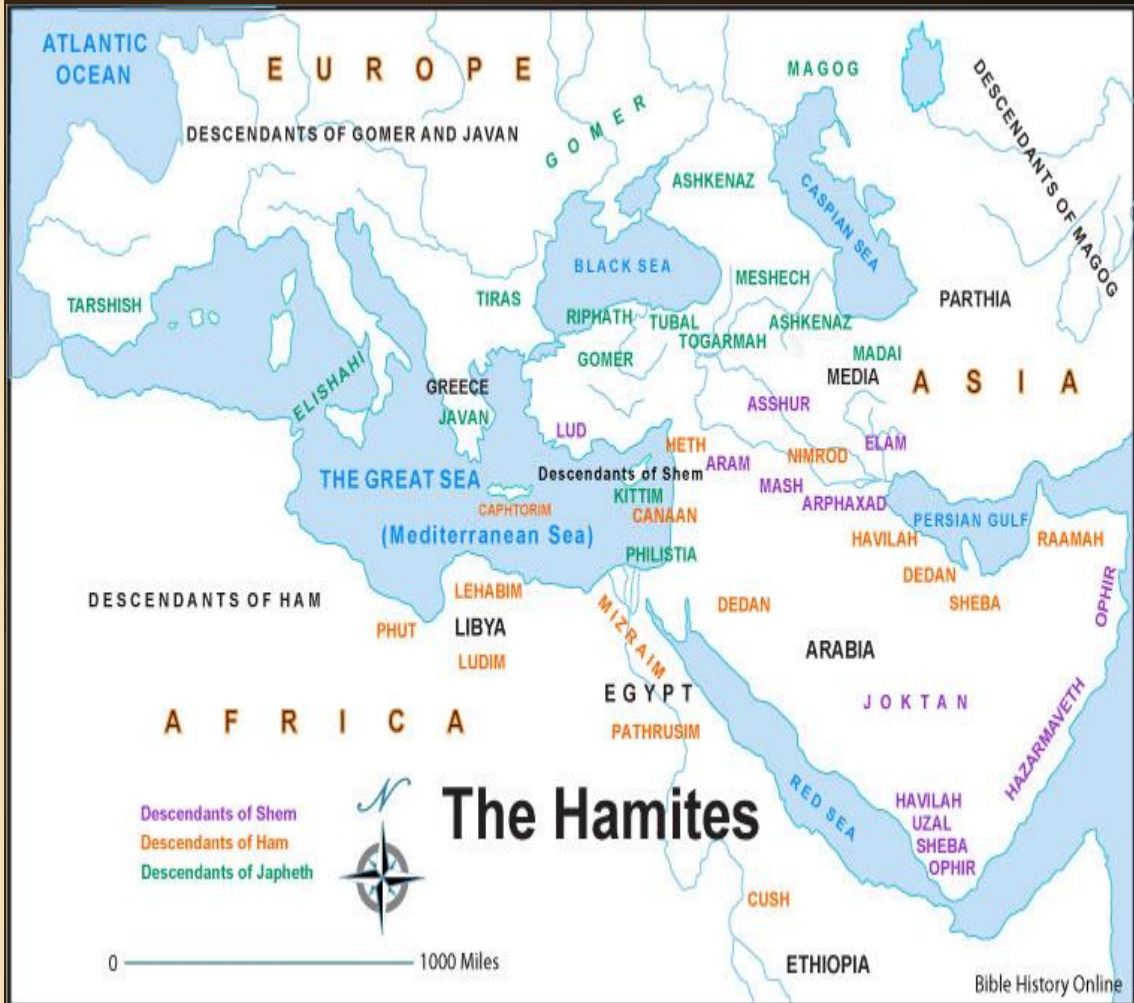 ATLANTIC
OCEAN
E U R O P E
MAGOG
DESCENDANTS OF MAGOG
DESCENDANTS OF GOMER AND JAVAN
GOMER
ASHKENAZ
CASPIAN SEA
BLACK SEA
MESHECH
TARSHISH
TIRAS
PARTHIA
RIPHATH
TUBAL
ASHKENAZ
TOGARMAH
GOMER
MADAI
MEDIA
A S I A
ELISHAHI
GREECE
JAVAN
ASSHUR
LUD
HETH
ARAM
NIMROD
ELAM
THE GREAT SEA
Descendants of Shem
MASH
KITTIM
ARPHAXAD
CAPHTORIM
CANAAN
PERSIAN GULF
(Mediterranean Sea)
HAVILAH
RAAMAH
PHILISTIA
DEDAN
DESCENDANTS OF HAM
LEHABIM
MIZRAIM
DEDAN
SHEBA
OPHIR
PHUT
LIBYA
LUDIM
ARABIA
EGYPT
JOKTAN
A F R I C A
PATHRUSIM
HAZARMAVETH
RED SEA
Descendants of Shem
Descendants of Ham
Descendants of Japheth
N
The Hamites
HAVILAH
UZAL
SHEBA
OPHIR
CUSH
0
1000 Miles
ETHIOPIA
Bible History Online